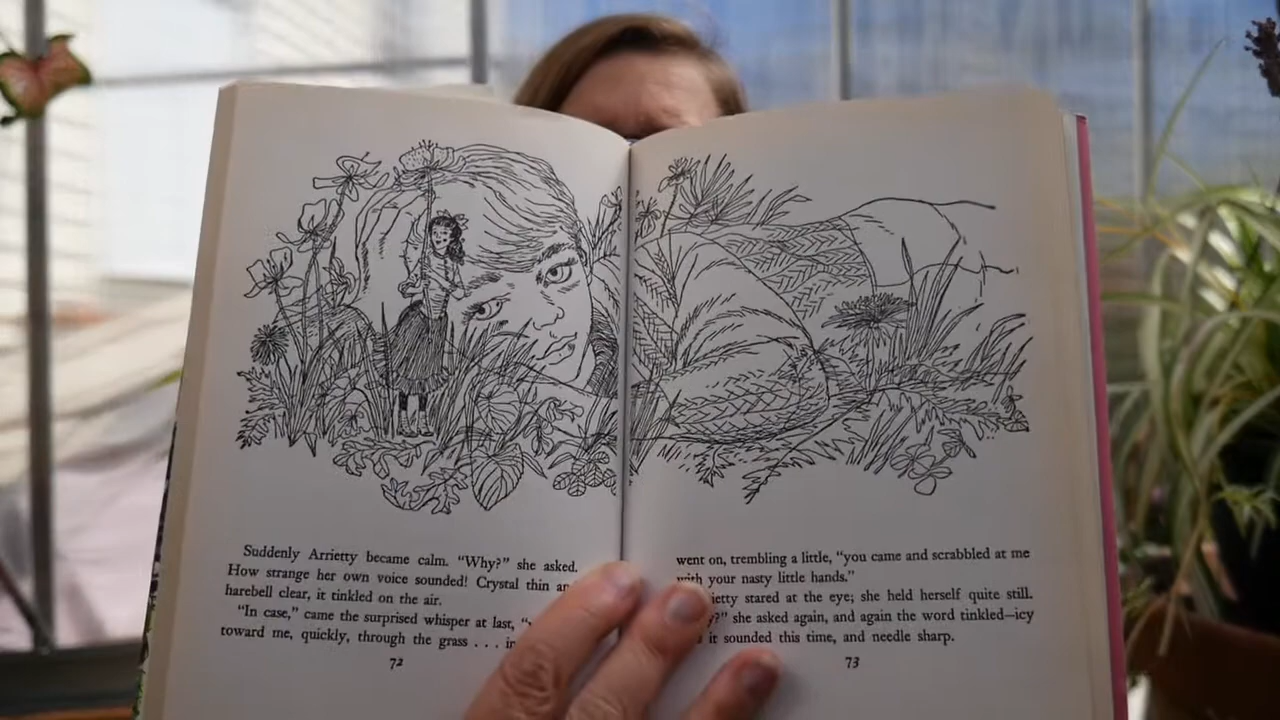 Suddenly Arrietty became calm. "Why?" she asked.
How strange her own voice sounded! Crystal thin
harebell clear, it tinkled on the air.
"In case," came the surprised whisper at last,
toward me, quickly, through the grass . . .
72
went on, trembling a little, "you came and scrabbled at me
with your nasty little hands."
stared at the eye; she held herself quite still.
she asked again, and again the word tinkled—icy
it sounded this time, and needle sharp.
73